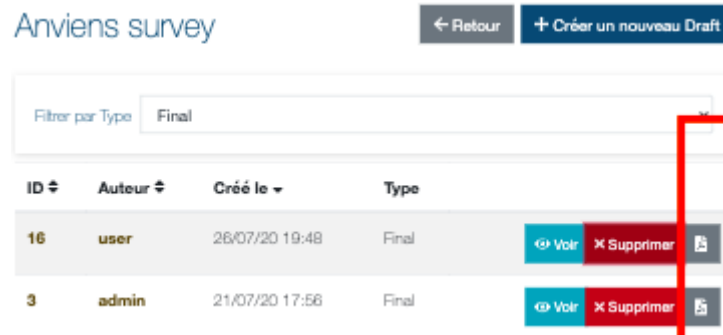 Anviens survey
Retour
Créer un nouveau Draft
Filtrer par Type Final
ID Auteur Créé le Type
16 user 26/07/20 19:48 Final Voir Supprimer
3 admin 21/07/20 17:56 Final Voir Supprimer